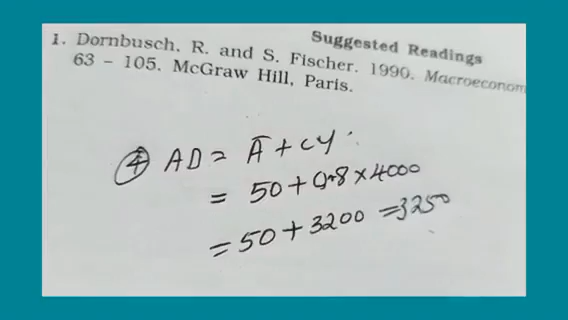 Suggested Readings
1. Dornbusch, R. and S. Fischer. 1990. Macroeconom
63 – 105. McGraw Hill, Paris.
④ AD = Ā + CY
= 50 + 0.8 × 4000
= 50 + 3200 = 3250